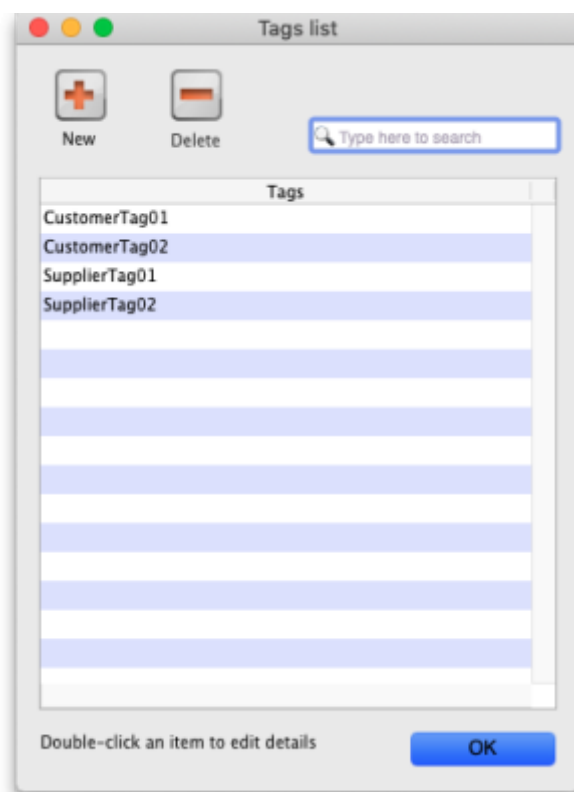 Tags list
New
Delete
Type here to search
Tags
CustomerTag01
CustomerTag02
SupplierTag01
SupplierTag02
Double-click an item to edit details
OK